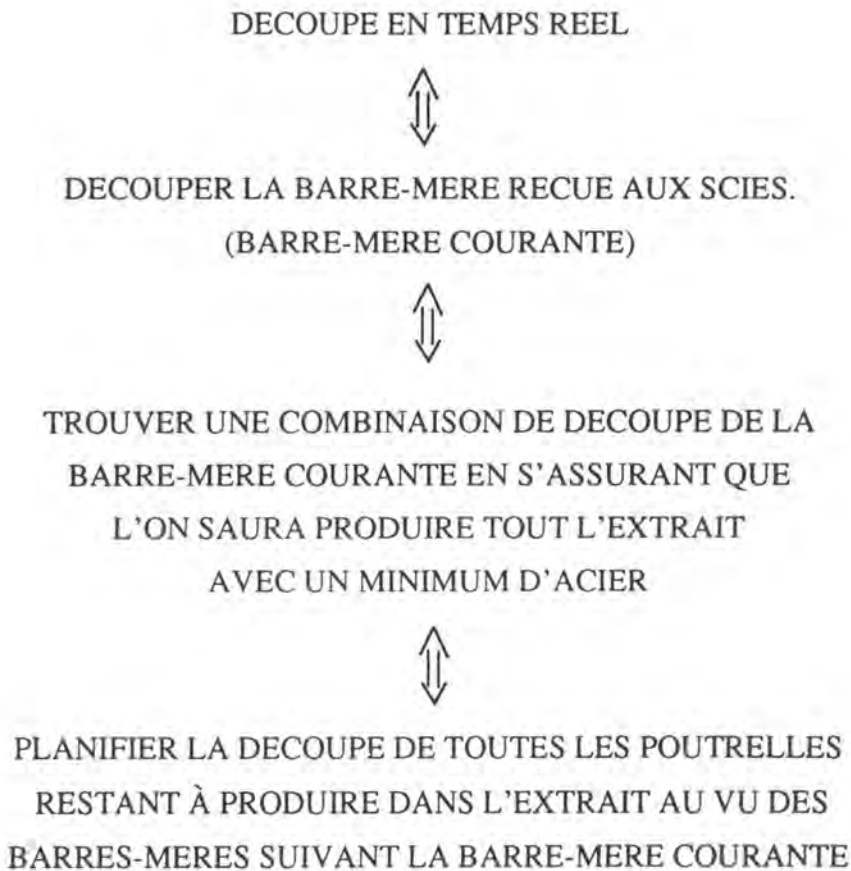 DECOUPE EN TEMPS REEL
DECOUPER LA BARRE-MERE RECUE AUX SCIES.
(BARRE-MERE COURANTE)
TROUVER UNE COMBINAISON DE DECOUPE DE LA
BARRE-MERE COURANTE EN S'ASSURANT QUE
L'ON SAURA PRODUIRE TOUT L'EXTRAIT
AVEC UN MINIMUM D'ACIER
PLANIFIER LA DECOUPE DE TOUTES LES POUTRELLES
RESTANT À PRODUIRE DANS L'EXTRAIT AU VU DES
BARRES-MERES SUIVANT LA BARRE-MERE COURANTE